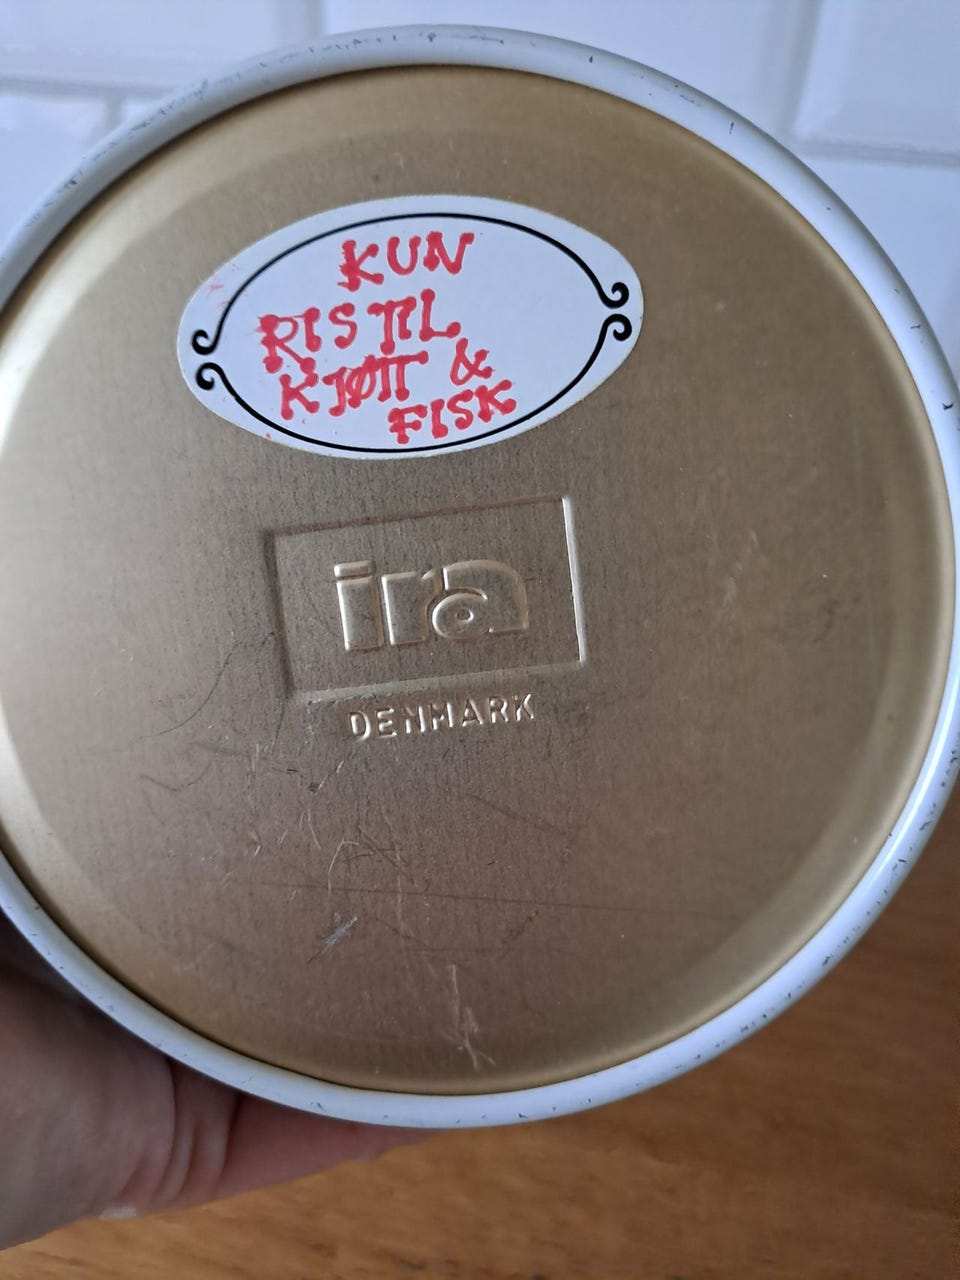 KUN
RIS TIL
KJØTT &
FISK
ira
DENMARK